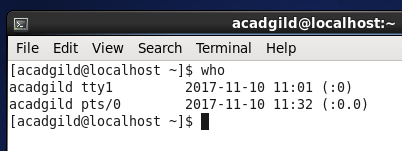 acadgild@localhost:~
File Edit View Search Terminal Help
[acadgild@localhost ~]$ who
acadgild tty1         2017-11-10 11:01 (:0)
acadgild pts/0        2017-11-10 11:32 (:0.0)
[acadgild@localhost ~]$